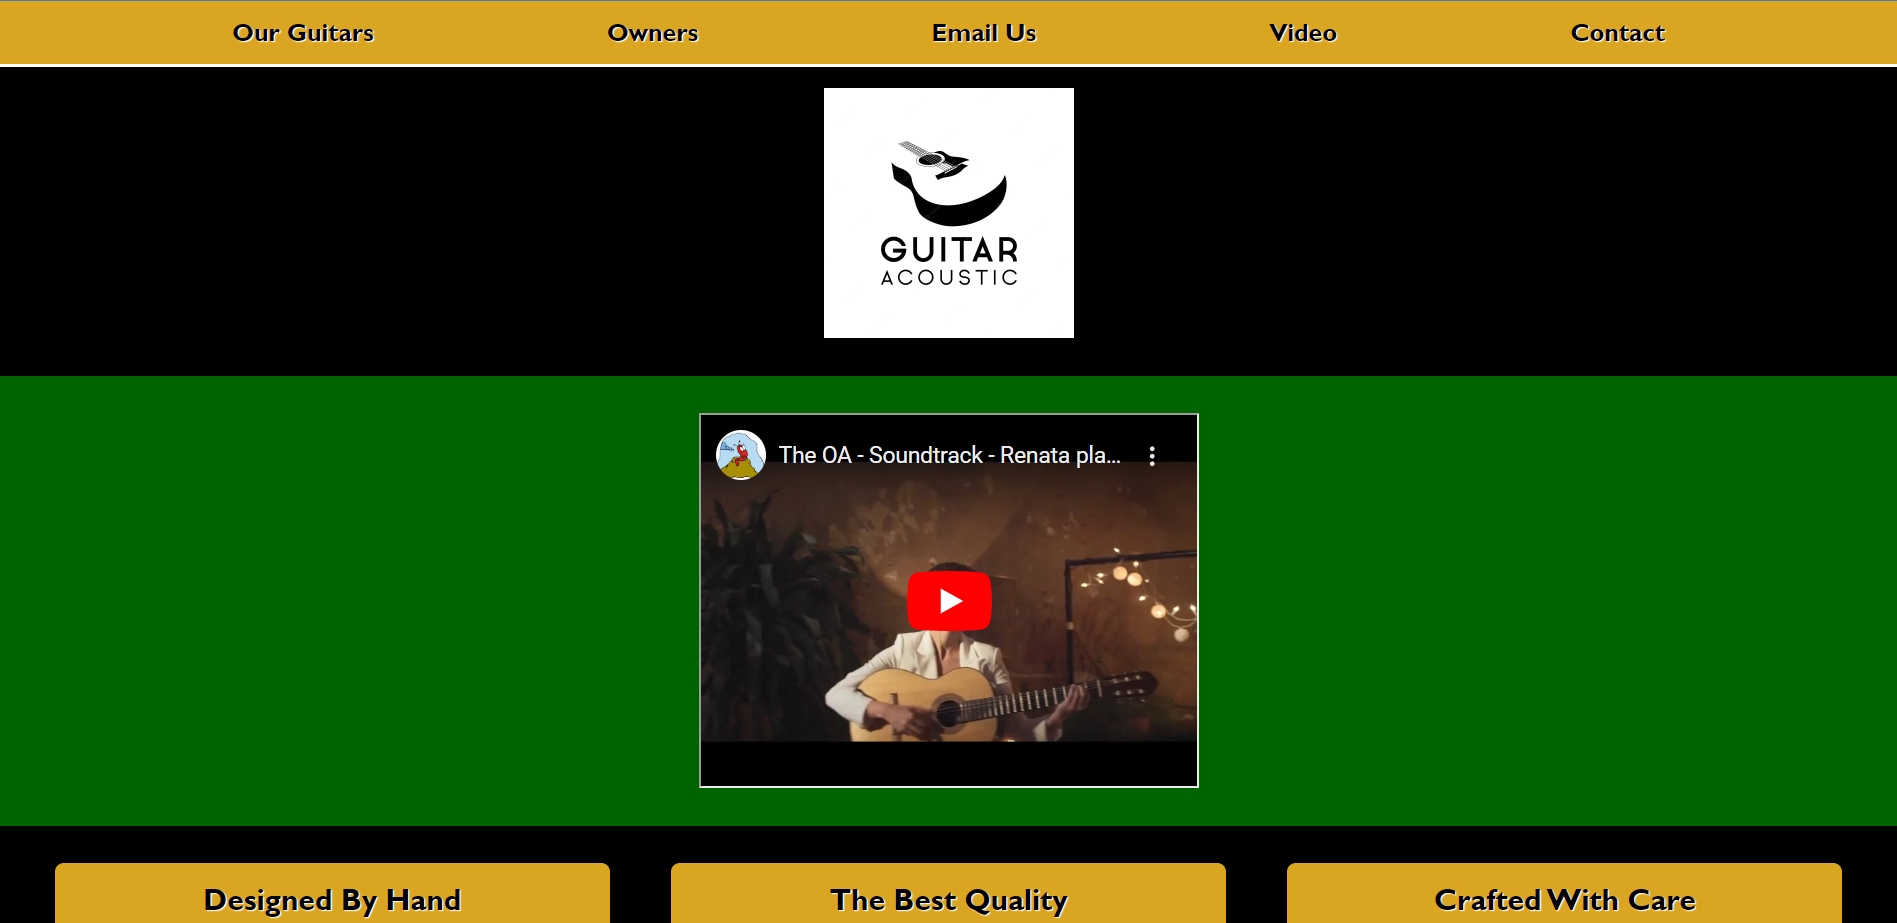 Our Guitars Owners Email Us Video Contact
GUITAR
ACOUSTIC
The OA - Soundtrack - Renata pla...
Designed By Hand The Best Quality Crafted With Care